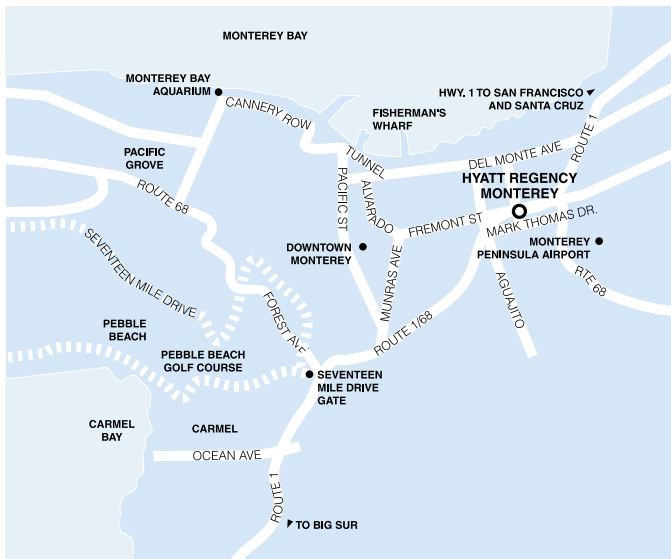 MONTEREY BAY
MONTEREY BAY
AQUARIUM
HWY. 1 TO SAN FRANCISCO
AND SANTA CRUZ
CANNERY ROW
FISHERMAN'S
WHARF
ROUTE 1
TUNNEL
DEL MONTE AVE
PACIFIC
GROVE
HYATT REGENCY
MONTEREY
ROUTE 68
PACIFIC ST
ALVARADO
FREMONT ST
MARK THOMAS DR.
SEVENTEEN MILE DRIVE
DOWNTOWN
MONTEREY
MONTEREY
PENINSULA AIRPORT
MUNRAS AVE
AGUAJITO
RTE 68
FOREST AVE
ROUTE 1/68
PEBBLE
BEACH
PEBBLE BEACH
GOLF COURSE
SEVENTEEN
MILE DRIVE
GATE
CARMEL
BAY
CARMEL
OCEAN AVE
ROUTE 1
TO BIG SUR